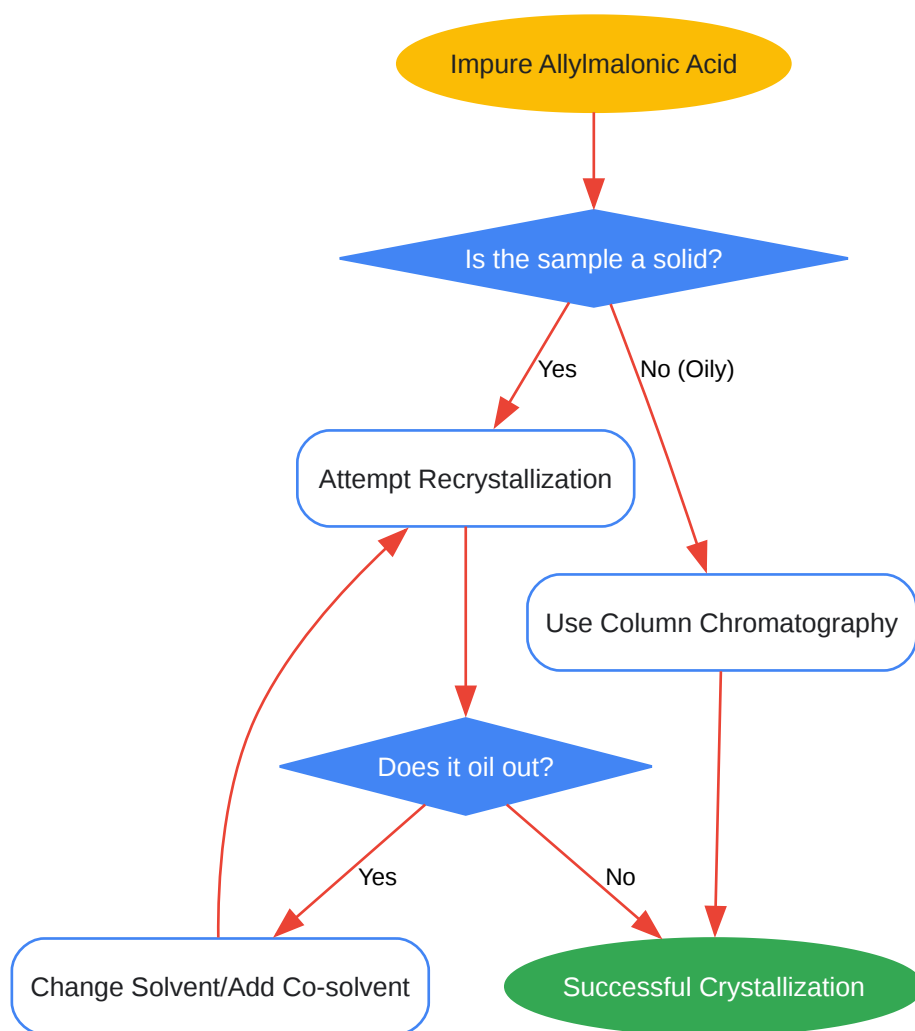 Impure Allylmalonic Acid
Is the sample a solid?
Yes
No (Oily)
Attempt Recrystallization
Use Column Chromatography
Does it oil out?
Yes
No
Change Solvent/Add Co-solvent
Successful Crystallization